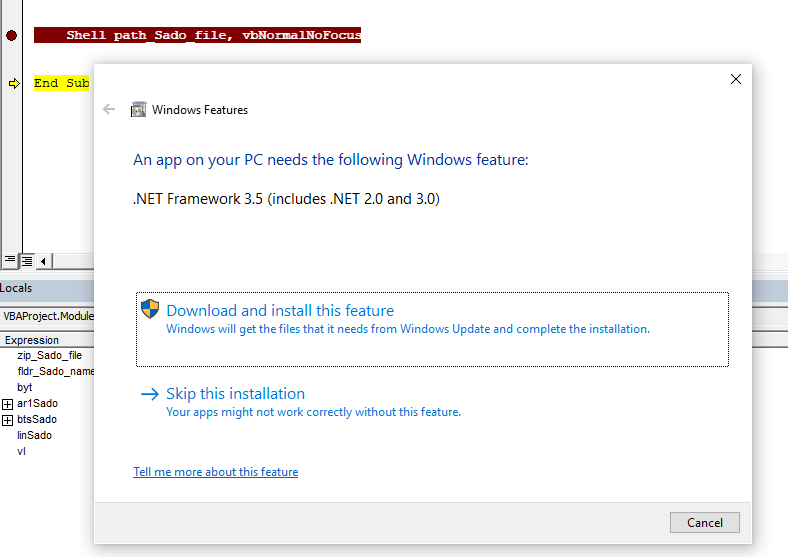 Shell path_Sado_file, vbNormalNoFocus
End Sub
Windows Features
An app on your PC needs the following Windows feature:
.NET Framework 3.5 (includes .NET 2.0 and 3.0)
Download and install this feature
Windows will get the files that it needs from Windows Update and complete the installation.
Skip this installation
Your apps might not work correctly without this feature.
Tell me more about this feature
Cancel
Locals
VBAProject.Module
Expression
zip_Sado_file
fldr_Sado_name
byt
ar1Sado
btsSado
linSado
vl